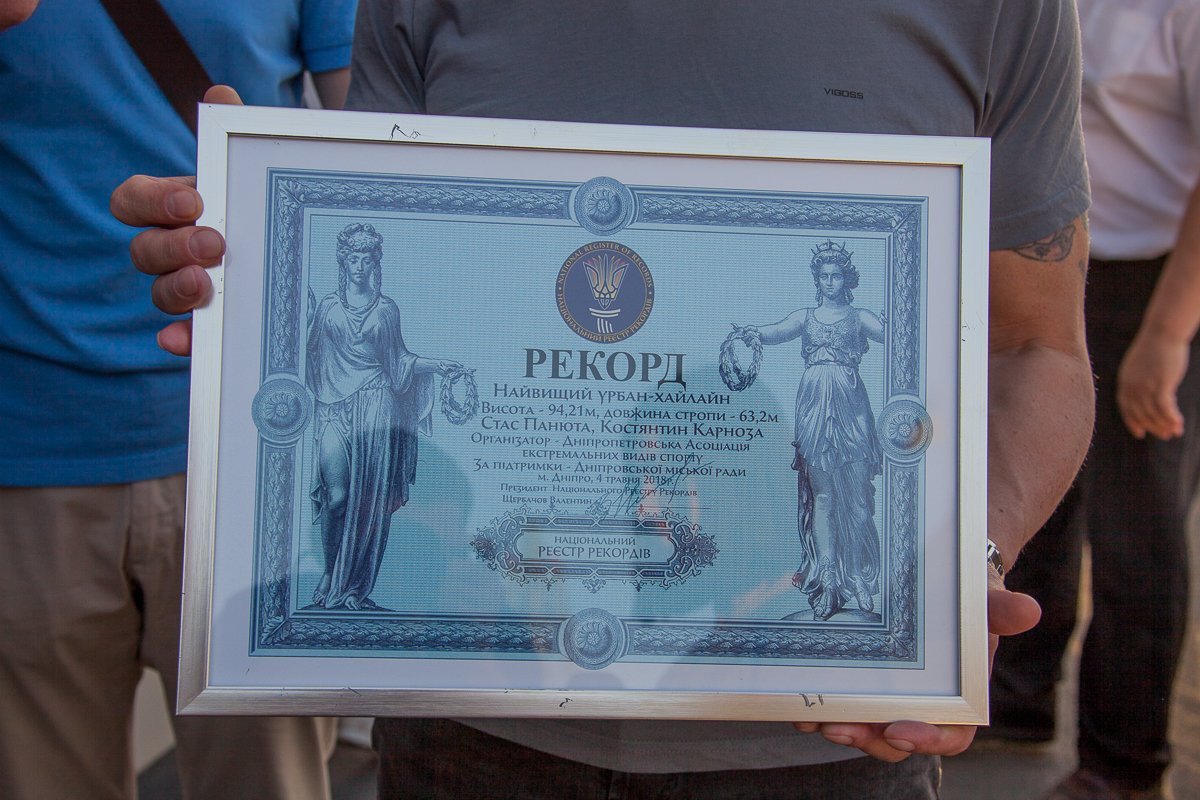 VIGOSS
NATIONAL REGISTER OF RECORDS
НАЦІОНАЛЬНИЙ РЕЄСТР РЕКОРДІВ
РЕКОРД
Найвищий урбан-хайлайн
Висота - 94,21м, довжина стропи - 63,2м
Стас Панюта, Костянтин Карноза
Організатор - Дніпропетровська Асоціація
екстремальних видів спорту
За підтримки - Дніпровської міської ради
м. Дніпро, 4 травня 2018р.
Президент Національного Реєстру Рекордів
Щербачов Валентин
НАЦІОНАЛЬНИЙ
РЕЄСТР РЕКОРДІВ